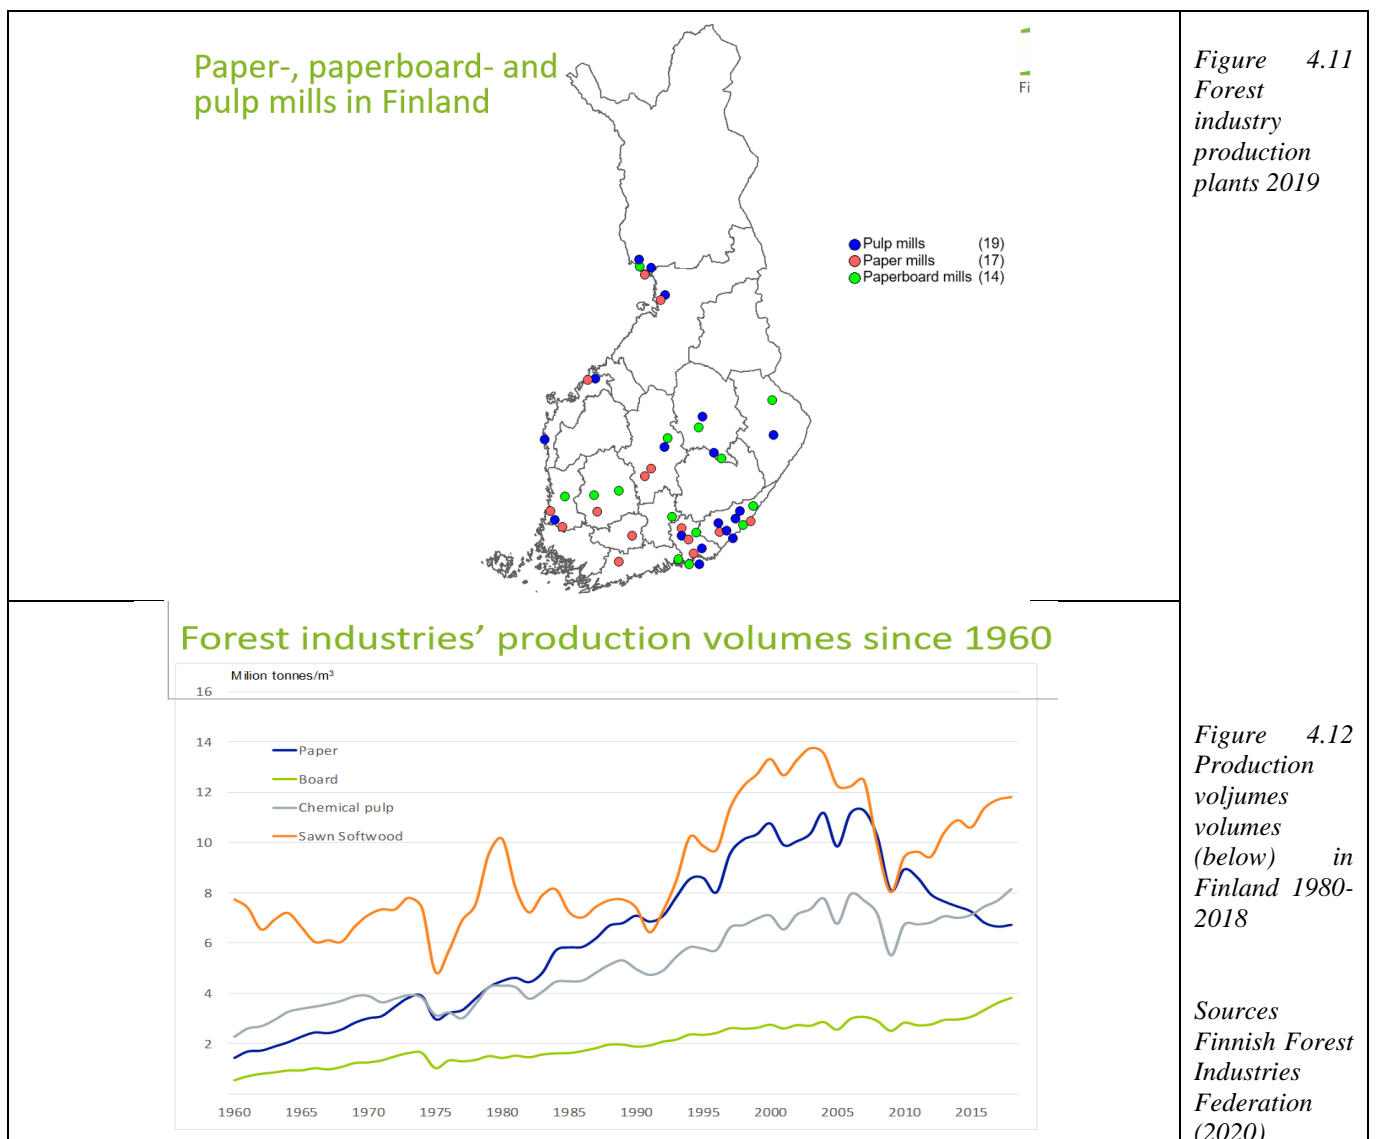 Paper-, paperboard- and
pulp mills in Finland
Fi
Pulp mills (19)
Paper mills (17)
Paperboard mills (14)
Figure 4.11
Forest
industry
production
plants 2019
Forest industries’ production volumes since 1960
Milion tonnes/m³
16
14
12
10
8
6
4
2
Paper
Board
Chemical pulp
Sawn Softwood
1960 1965 1970 1975 1980 1985 1990 1995 2000 2005 2010 2015
Figure 4.12
Production
voljumes
volumes
(below) in
Finland 1980-
2018
Sources
Finnish Forest
Industries
Federation
(2020)